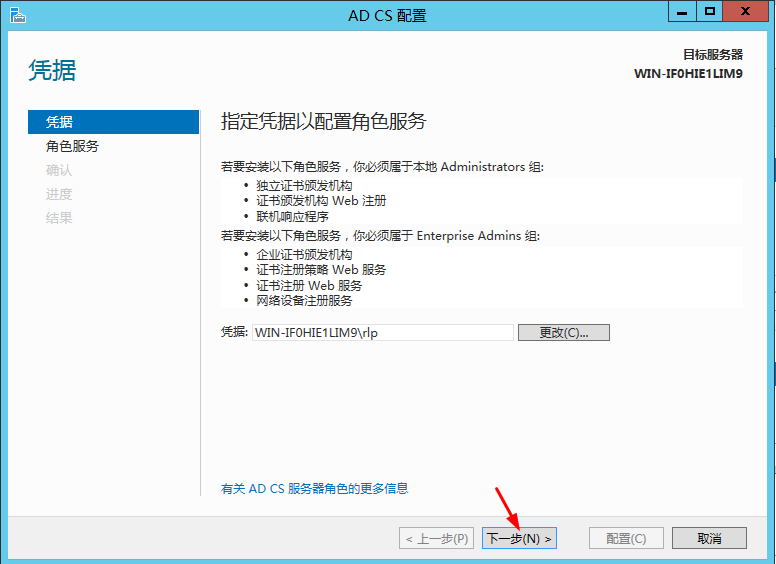 AD CS 配置
凭据
目标服务器
WIN-IF0HIE1LIM9
凭据
角色服务
确认
进度
结果
指定凭据以配置角色服务
若要安装以下角色服务，你必须属于本地 Administrators 组:
• 独立证书颁发机构
• 证书颁发机构 Web 注册
• 联机响应程序
若要安装以下角色服务，你必须属于 Enterprise Admins 组:
• 企业证书颁发机构
• 证书注册策略 Web 服务
• 证书注册 Web 服务
• 网络设备注册服务
凭据: WIN-IF0HIE1LIM9\rlp 更改(C)...
有关 AD CS 服务器角色的更多信息
< 上一步(P) 下一步(N) > 配置(C) 取消